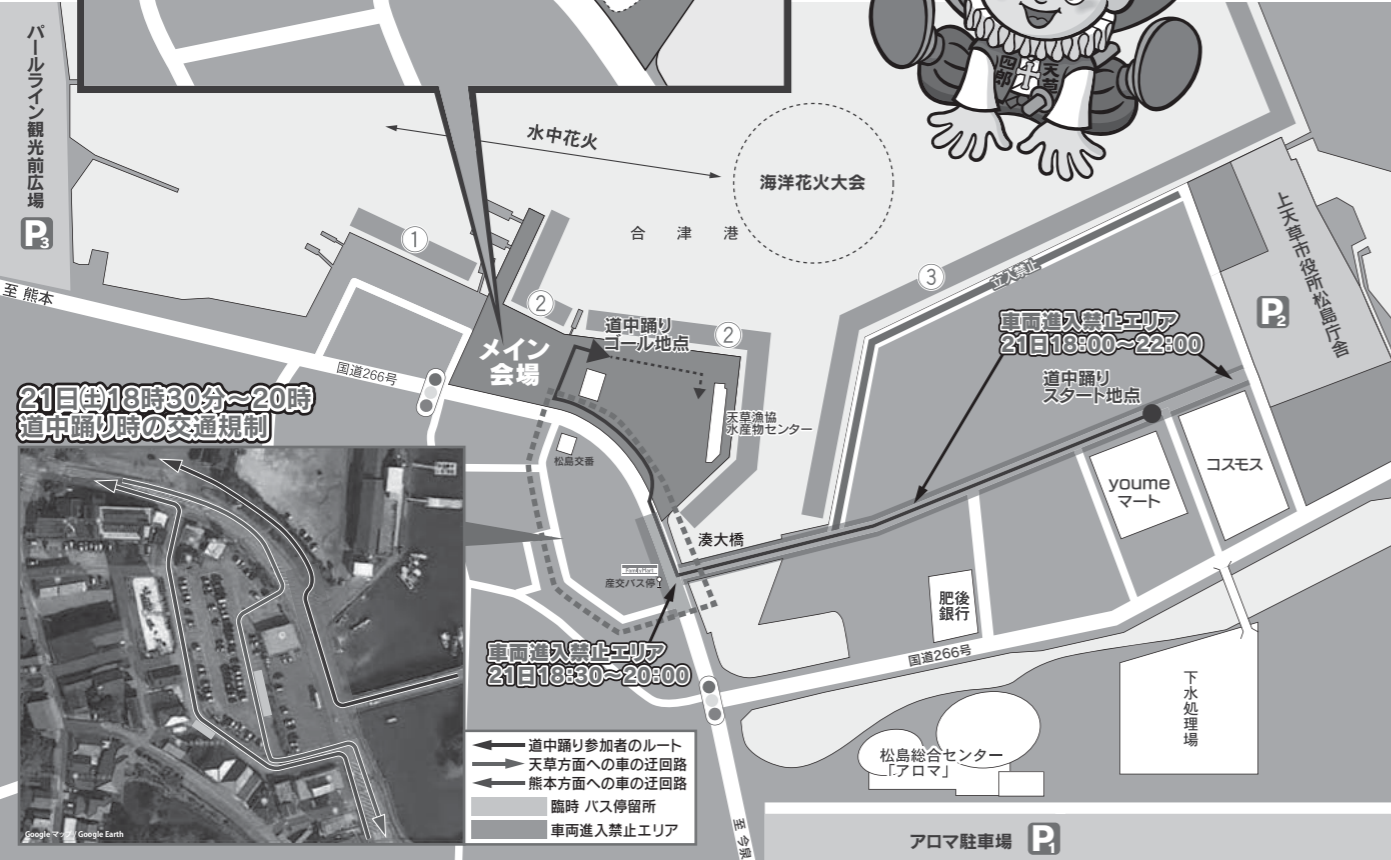 パールライン観光前広場
P3
天草
四郎
水中花火
海洋花火大会
合津港
①
②
②
③
立入禁止
至 熊本
国道266号
メイン
会場
道中踊り
ゴール地点
天草漁協
水産物センター
車両進入禁止エリア
21日18:00～22:00
道中踊り
スタート地点
上天草市役所松島庁舎
P2
21日(土)18時30分～20時
道中踊り時の交通規制
松島交番
湊大橋
FamilyMart
産交バス停
youme
マート
コスモス
肥後
銀行
車両進入禁止エリア
21日18:30～20:00
国道266号
下水処理場
松島総合センター
「アロマ」
道中踊り参加者のルート
天草方面への車の迂回路
熊本方面への車の迂回路
臨時 バス停留所
車両進入禁止エリア
Google マップ / Google Earth
至 今泉
アロマ駐車場
P1